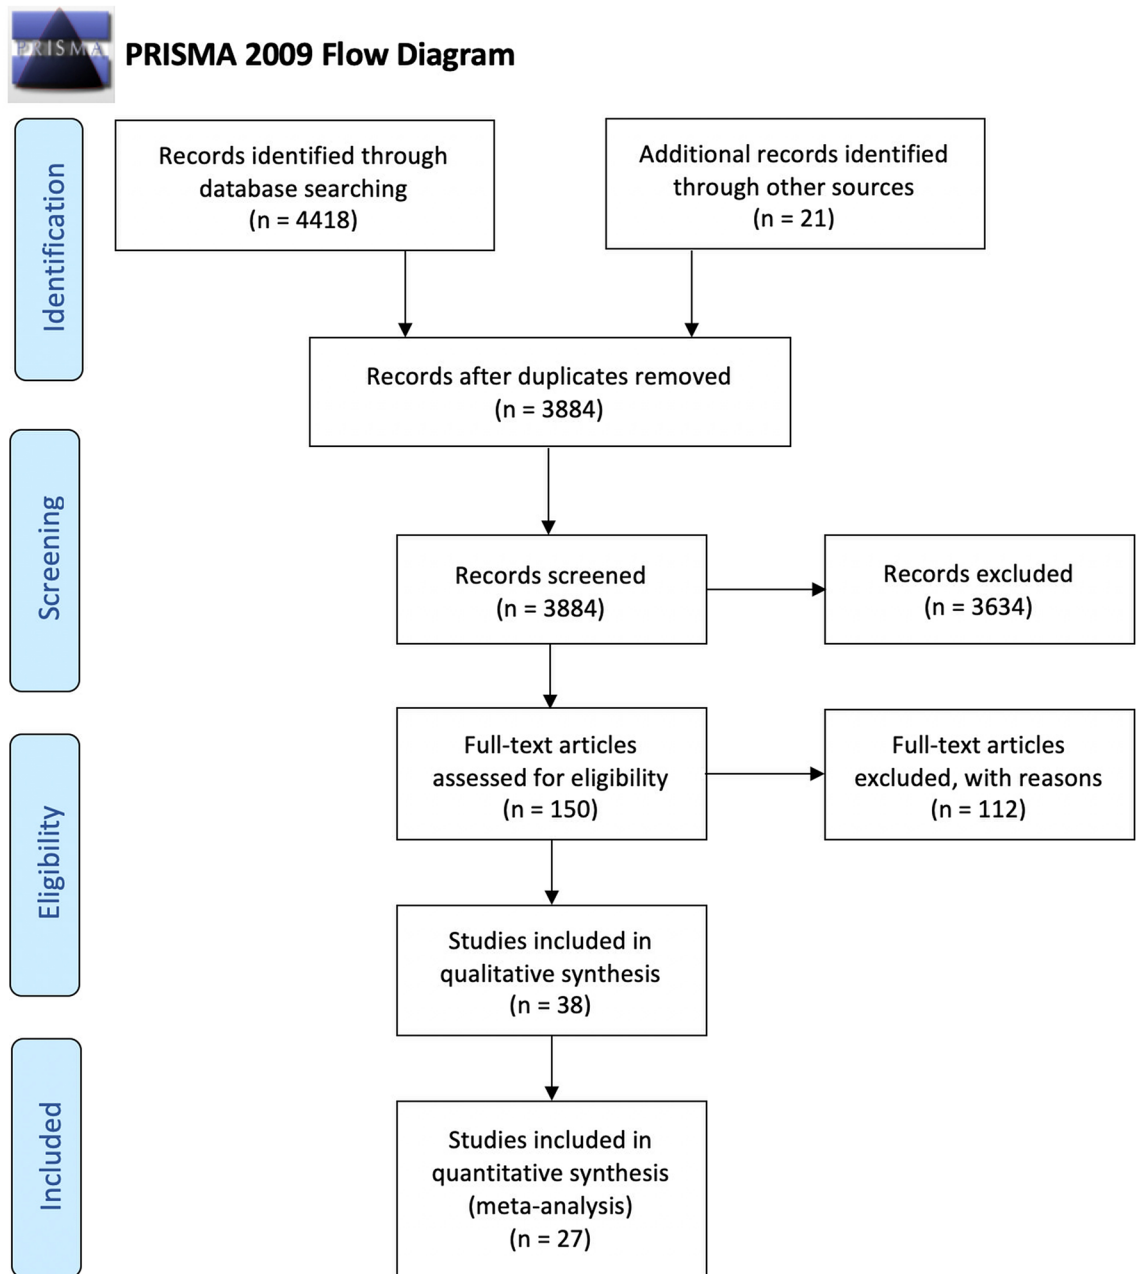 PRISMA
PRISMA 2009 Flow Diagram
Identification
Records identified through
database searching
(n = 4418)
Additional records identified
through other sources
(n = 21)
Records after duplicates removed
(n = 3884)
Screening
Records screened
(n = 3884)
Records excluded
(n = 3634)
Eligibility
Full-text articles
assessed for eligibility
(n = 150)
Full-text articles
excluded, with reasons
(n = 112)
Studies included in
qualitative synthesis
(n = 38)
Included
Studies included in
quantitative synthesis
(meta-analysis)
(n = 27)